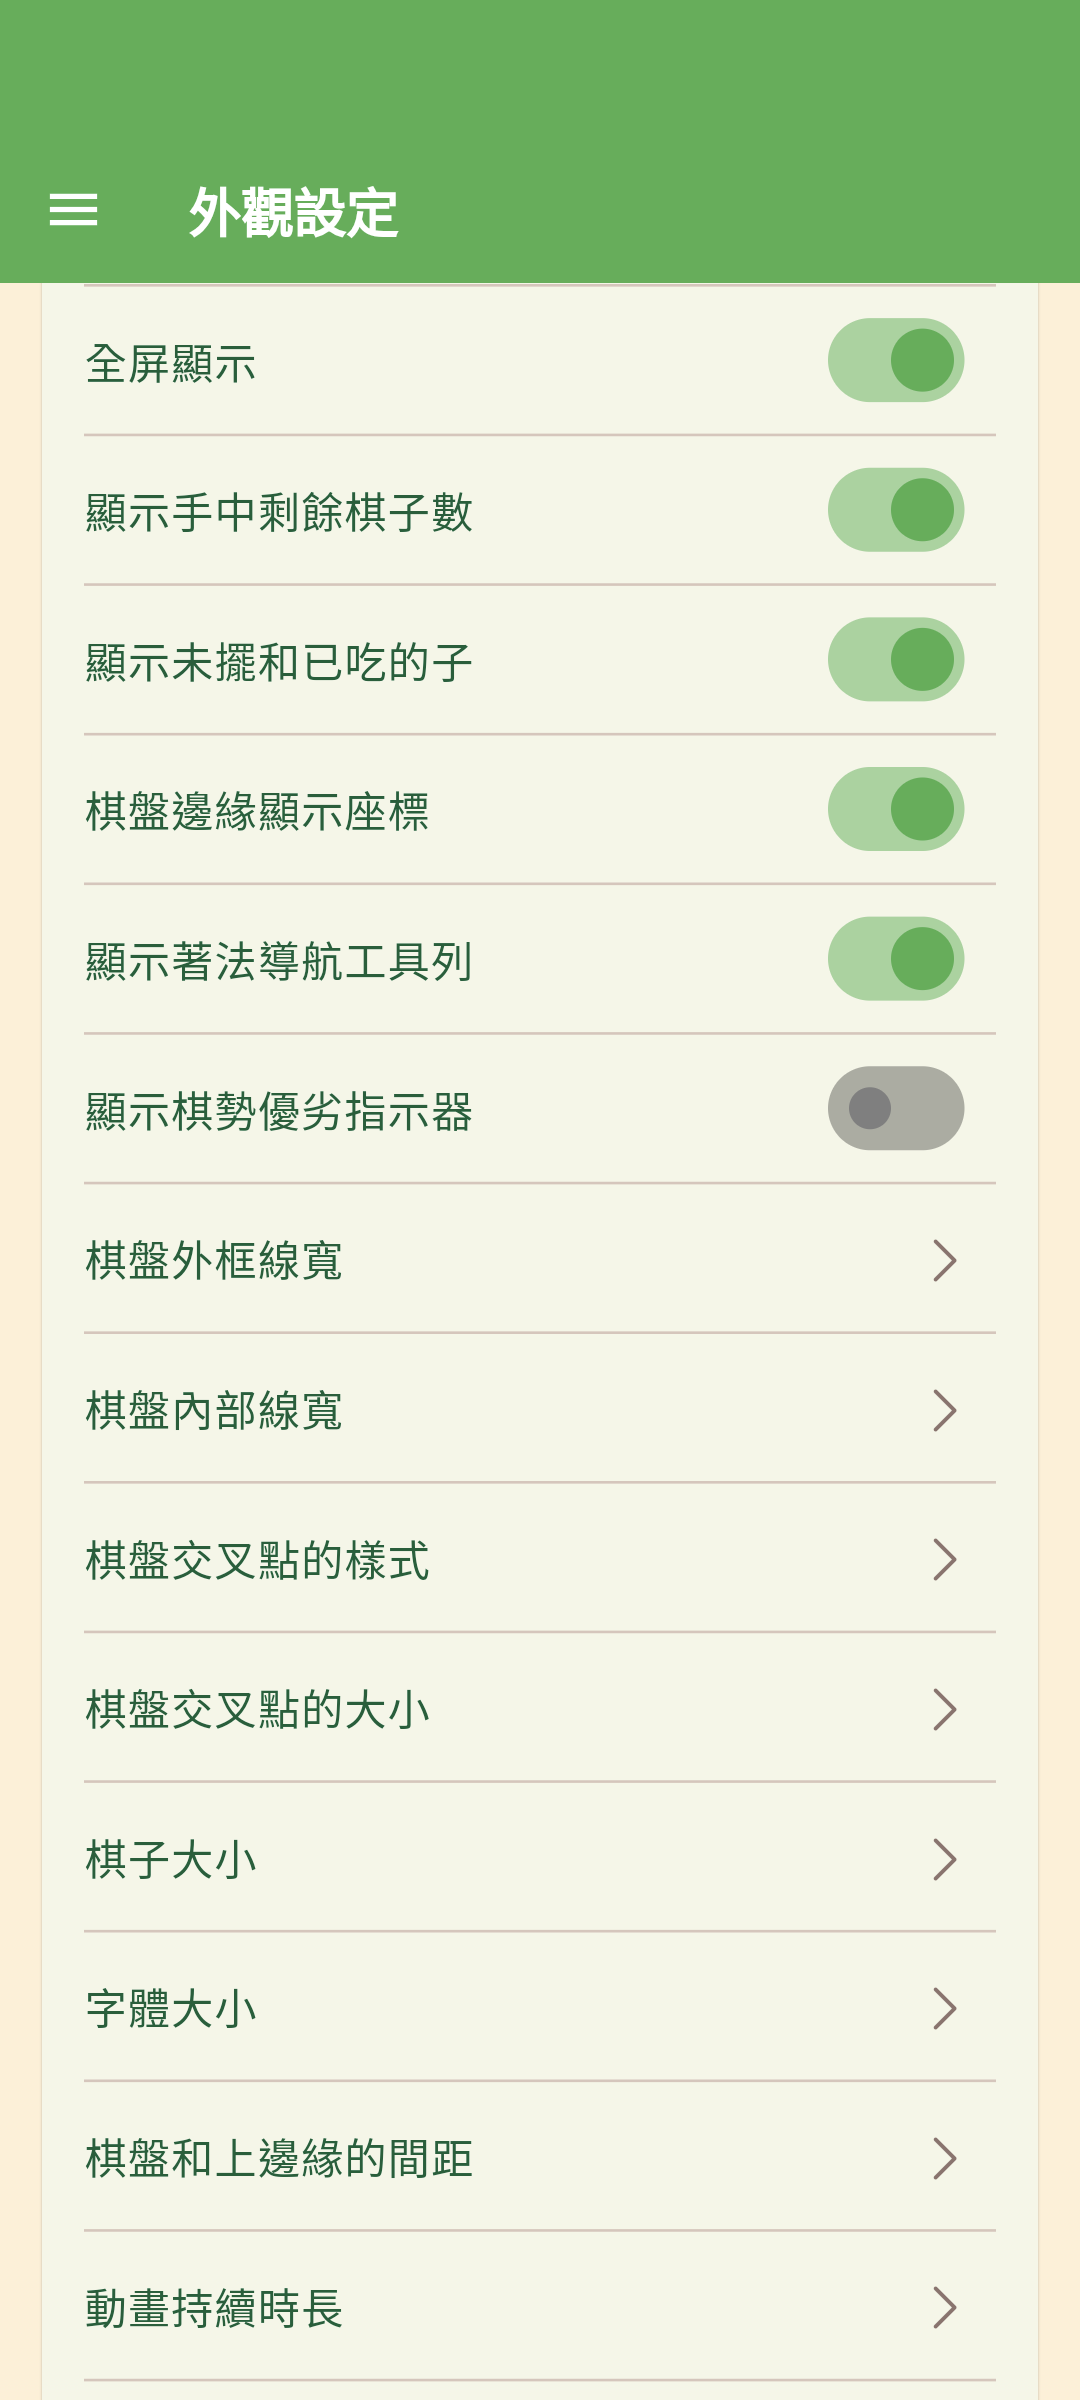 外觀設定
全屏顯示
顯示手中剩餘棋子數
顯示未擺和已吃的子
棋盤邊緣顯示座標
顯示著法導航工具列
顯示棋勢優劣指示器
棋盤外框線寬
棋盤內部線寬
棋盤交叉點的樣式
棋盤交叉點的大小
棋子大小
字體大小
棋盤和上邊緣的間距
動畫持續時長